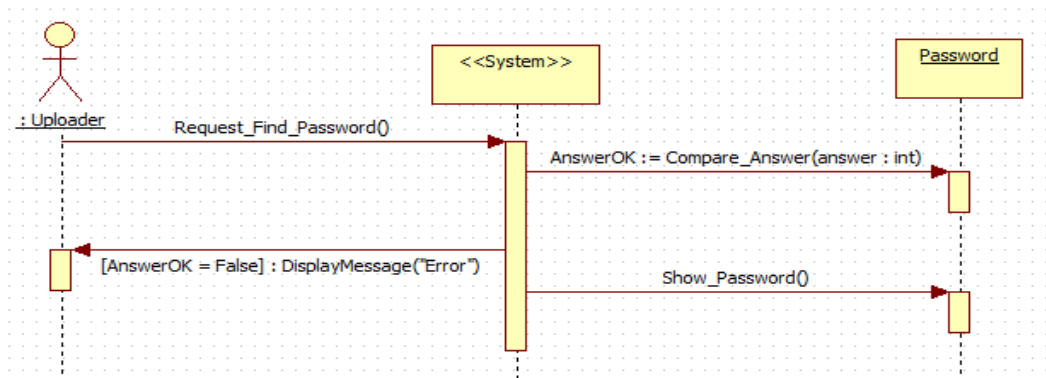 <<System>>
Password
: Uploader
Request_Find_Password()
AnswerOK := Compare_Answer(answer : int)
[AnswerOK = False] : DisplayMessage("Error")
Show_Password()